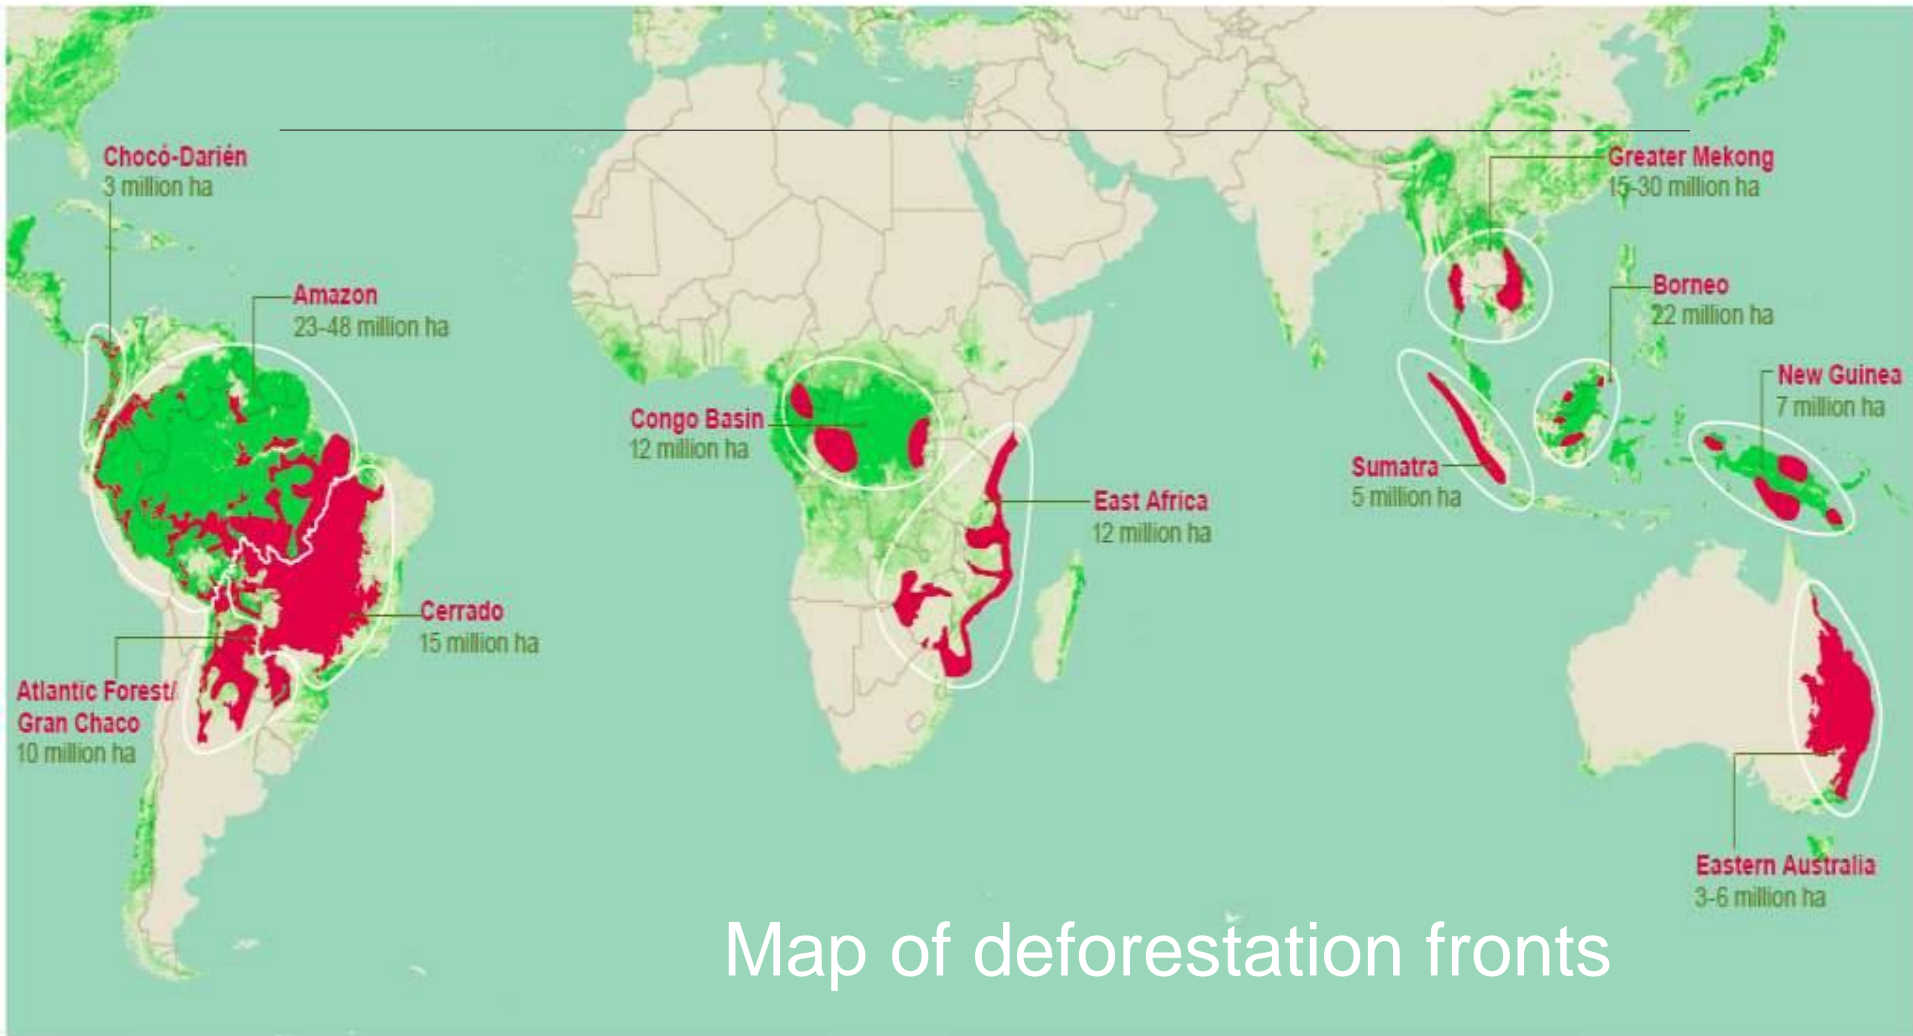 Chocó-Darién
3 million ha
Greater Mekong
15-30 million ha
Amazon
23-48 million ha
Borneo
22 million ha
New Guinea
7 million ha
Congo Basin
12 million ha
Sumatra
5 million ha
East Africa
12 million ha
Cerrado
15 million ha
Atlantic Forest/
Gran Chaco
10 million ha
Eastern Australia
3-6 million ha
Map of deforestation fronts